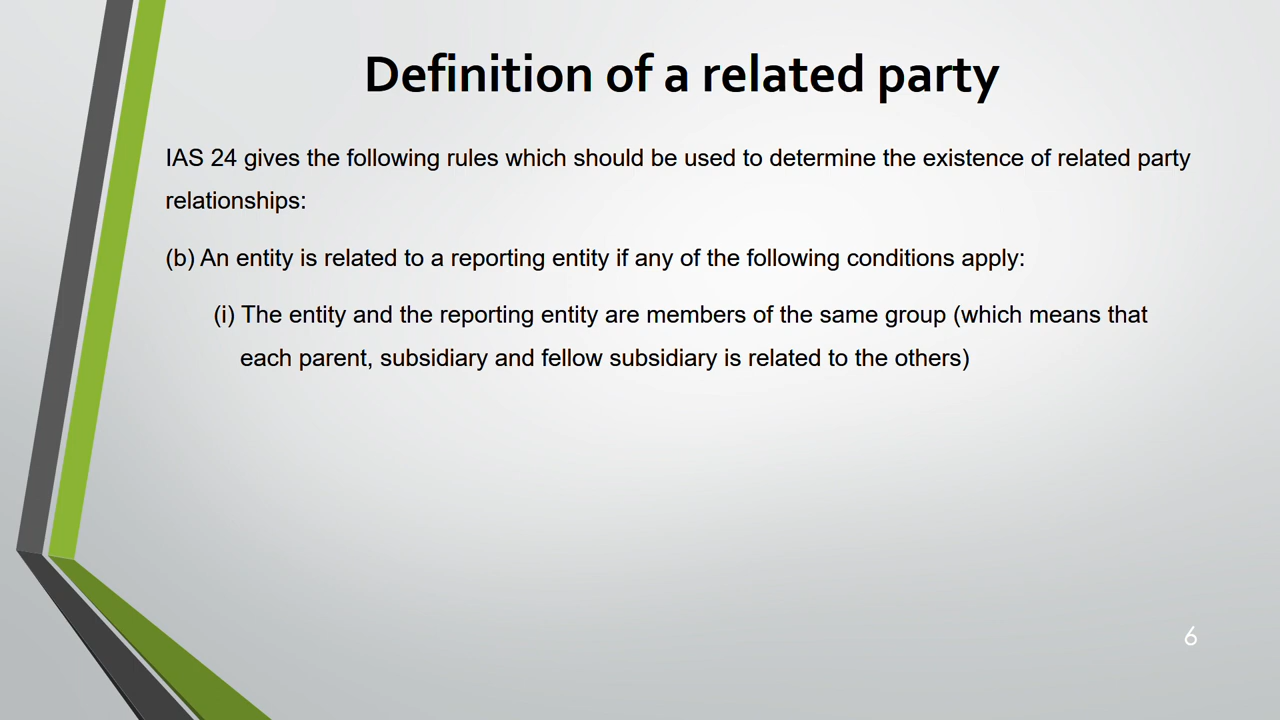 Definition of a related party
IAS 24 gives the following rules which should be used to determine the existence of related party
relationships:
(b) An entity is related to a reporting entity if any of the following conditions apply:
(i) The entity and the reporting entity are members of the same group (which means that
each parent, subsidiary and fellow subsidiary is related to the others)
6